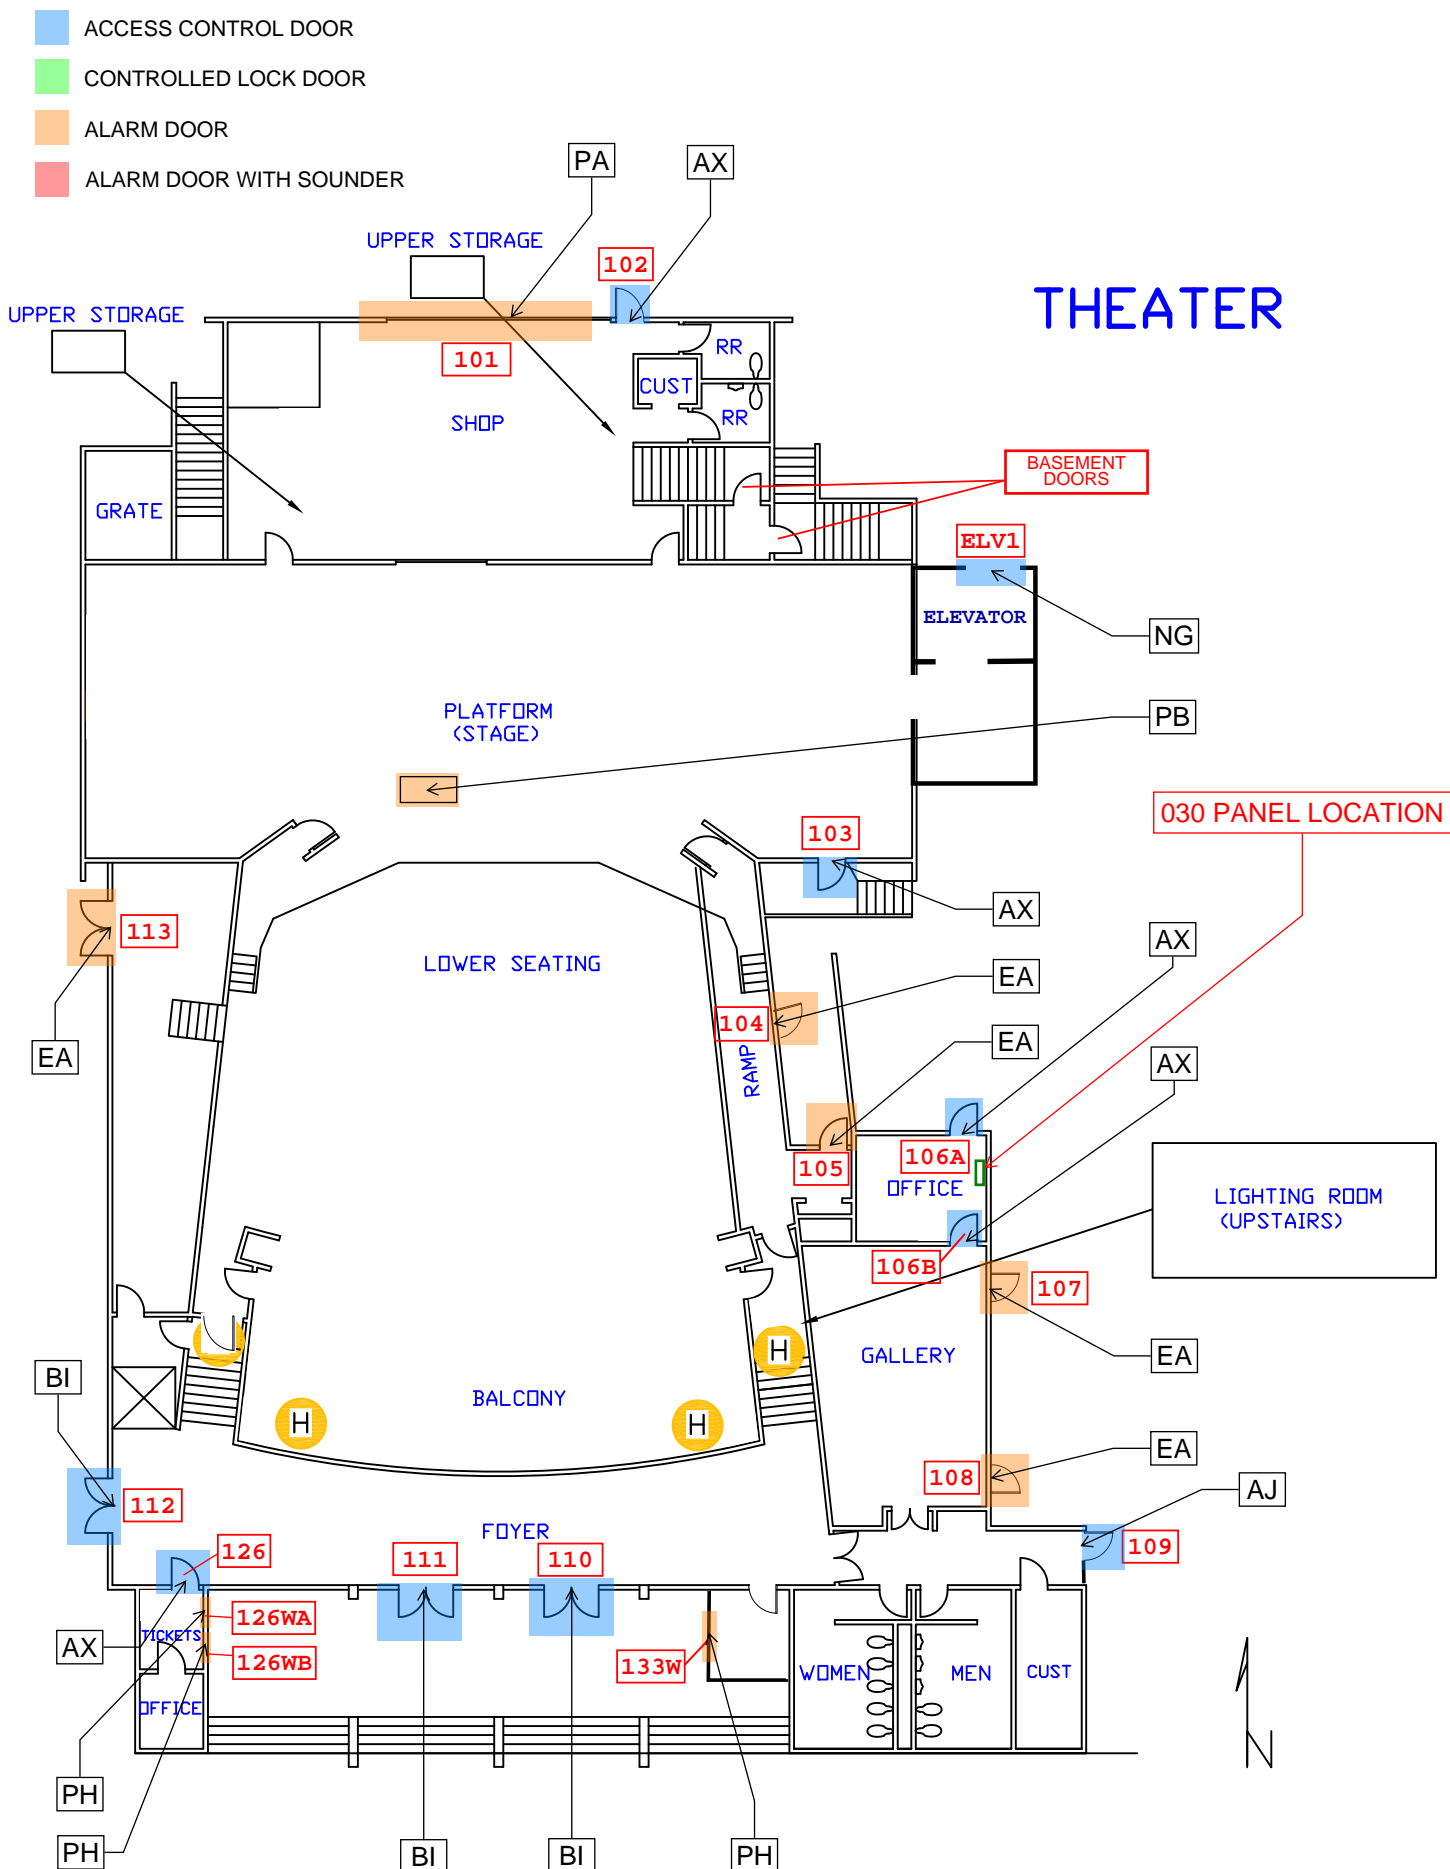 ACCESS CONTROL DOOR
CONTROLLED LOCK DOOR
ALARM DOOR
ALARM DOOR WITH SOUNDER
PA
AX
UPPER STORAGE
102
THEATER
UPPER STORAGE
101
RR
CUST
RR
SHOP
BASEMENT
DOORS
GRATE
ELV1
ELEVATOR
NG
PLATFORM
(STAGE)
PB
030 PANEL LOCATION
103
AX
113
AX
LOWER SEATING
EA
104
EA
EA
RAMP
AX
106A
105
OFFICE
LIGHTING ROOM
(UPSTAIRS)
106B
107
H
GALLERY
EA
BI
BALCONY
H
H
EA
108
AJ
112
FOYER
126
111
110
109
126WA
TICKETS
AX
126WB
133W
WOMEN
MEN
CUST
OFFICE
N
PH
PH
BI
BI
PH